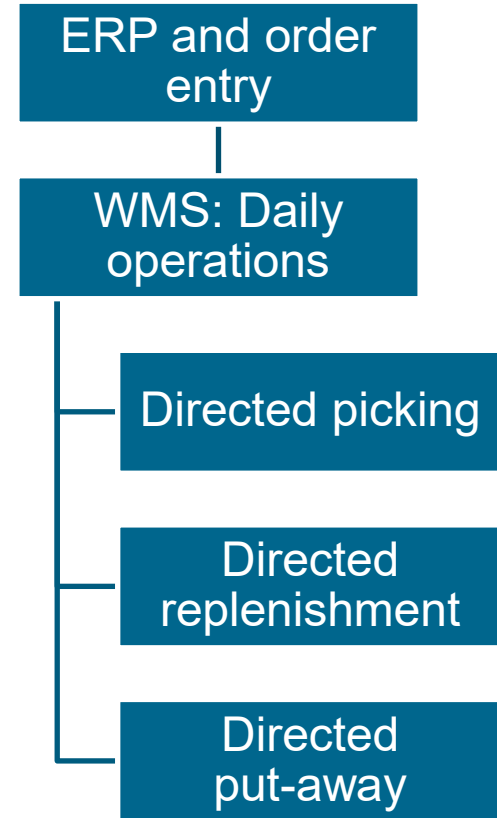 ERP and order
entry
WMS: Daily
operations
Directed picking
Directed
replenishment
Directed
put-away